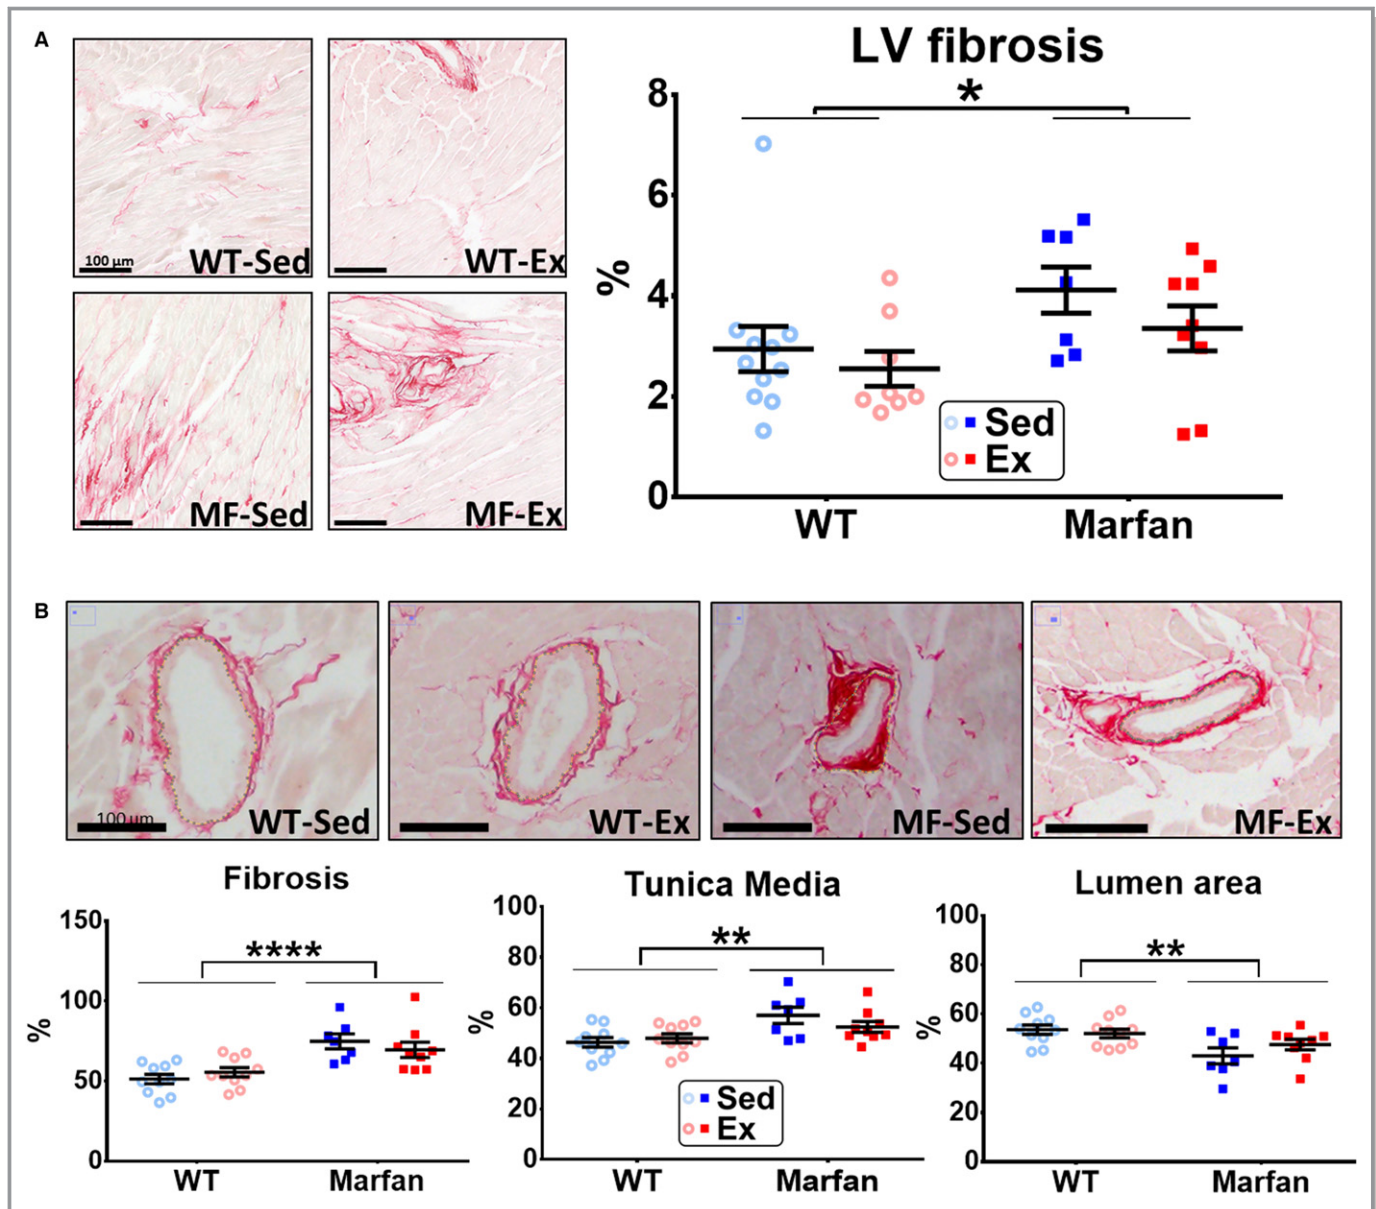 A
100 µm
WT-Sed
WT-Ex
MF-Sed
MF-Ex
LV fibrosis
*
8
6
4
2
0
%
Sed
Ex
WT
Marfan
B
100 µm
WT-Sed
WT-Ex
MF-Sed
MF-Ex
Fibrosis
****
150
100
50
0
%
WT
Marfan
Tunica Media
**
100
80
60
40
20
0
%
Sed
Ex
WT
Marfan
Lumen area
**
100
80
60
40
20
0
%
WT
Marfan